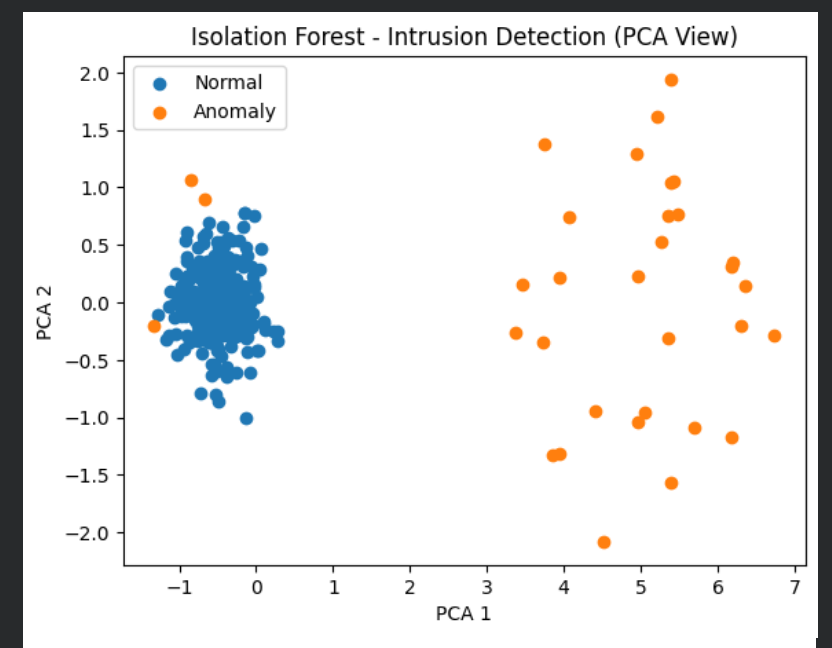 Isolation Forest - Intrusion Detection (PCA View)
Normal
Anomaly
2.0
1.5
1.0
0.5
0.0
−0.5
−1.0
−1.5
−2.0
PCA 2
−1 0 1 2 3 4 5 6 7
PCA 1